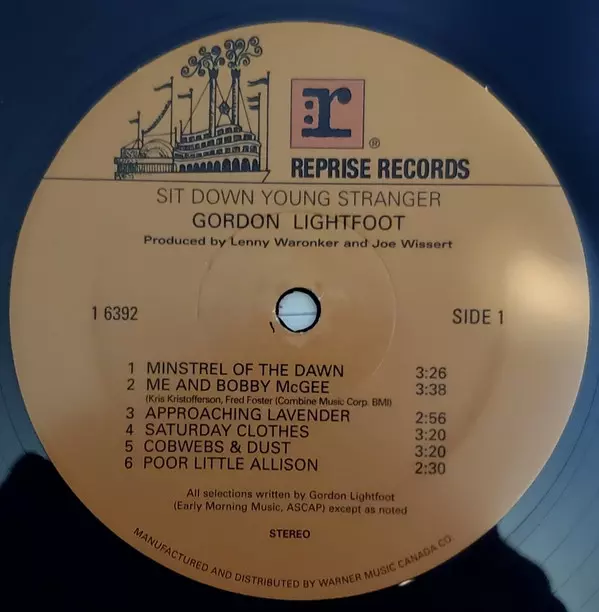 r ®
REPRISE RECORDS
SIT DOWN YOUNG STRANGER
GORDON LIGHTFOOT
Produced by Lenny Waronker and Joe Wissert
1 6392
SIDE 1
1 MINSTREL OF THE DAWN 3:26
2 ME AND BOBBY McGEE 3:38
(Kris Kristofferson, Fred Foster (Combine Music Corp. BMI)
3 APPROACHING LAVENDER 2:56
4 SATURDAY CLOTHES 3:20
5 COBWEBS & DUST 3:20
6 POOR LITTLE ALLISON 2:30
All selections written by Gordon Lightfoot
(Early Morning Music, ASCAP) except as noted
STEREO
MANUFACTURED AND DISTRIBUTED BY WARNER MUSIC CANADA CO.